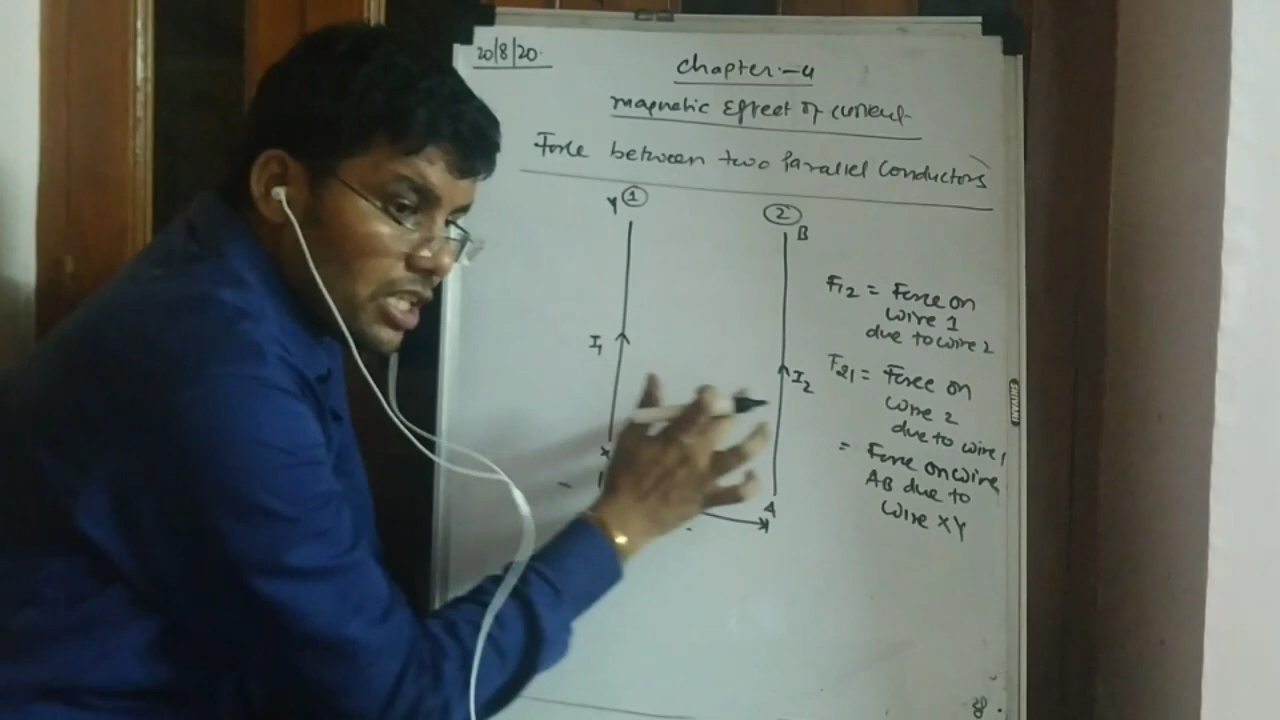 20/8/20.
Chapter:-4
Magnetic Effect of current
Force between two Parallel Conductors
Y 1
2
B
I1
I2
X
A
F12 = Force on
wire 1
due to wire 2
F21 = Force on
wire 2
due to wire 1
= Force on wire
AB due to
wire XY
SHIVANI